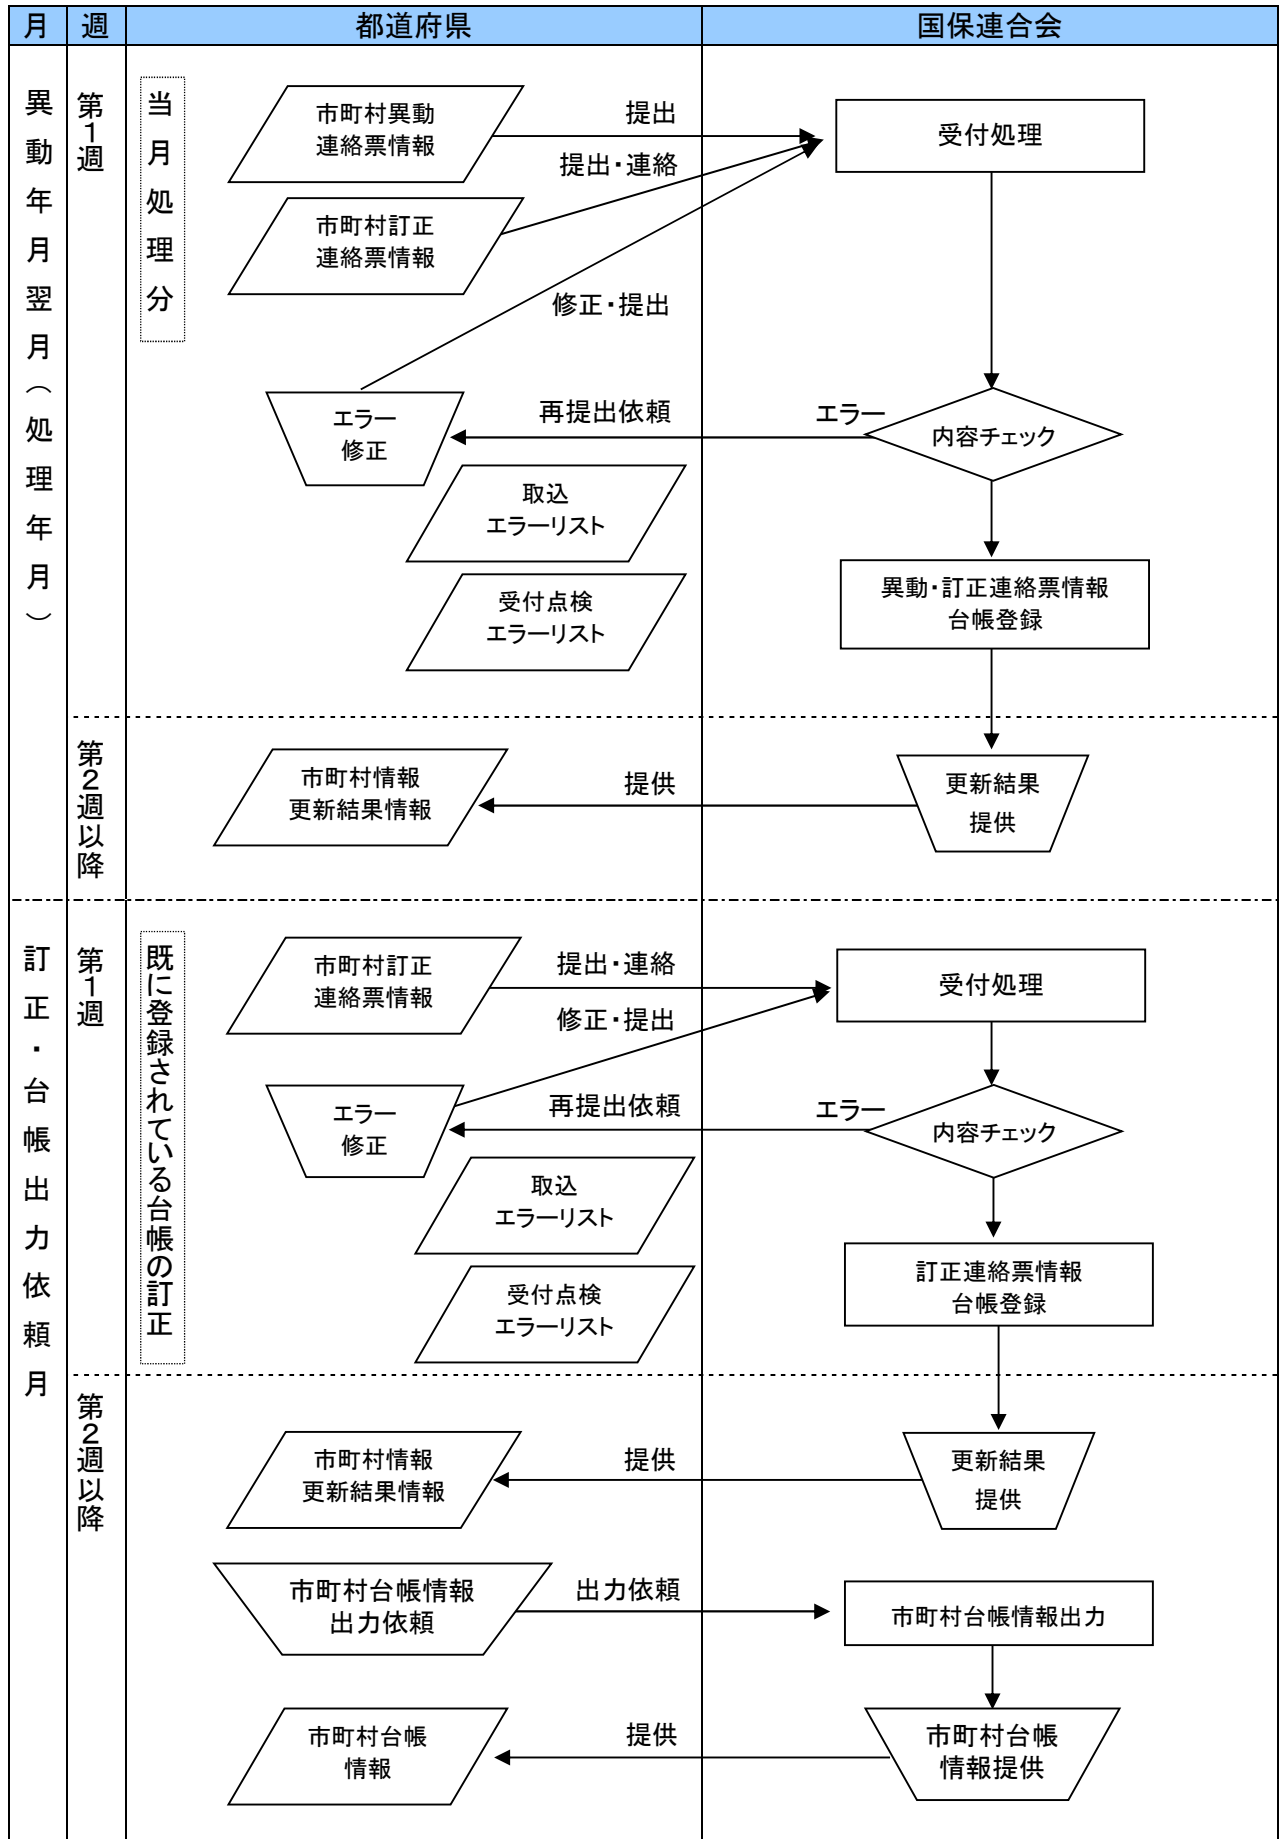 月
週
都道府県
国保連合会
異動年月翌月（処理年月）
第1週
当月処理分
市町村異動
連絡票情報
提出
受付処理
提出・連絡
市町村訂正
連絡票情報
修正・提出
エラー
修正
再提出依頼
エラー
内容チェック
取込
エラーリスト
受付点検
エラーリスト
異動・訂正連絡票情報
台帳登録
第2週以降
市町村情報
更新結果情報
提供
更新結果
提供
訂正・台帳出力依頼月
第1週
既に登録されている台帳の訂正
市町村訂正
連絡票情報
提出・連絡
受付処理
修正・提出
エラー
修正
再提出依頼
エラー
内容チェック
取込
エラーリスト
受付点検
エラーリスト
訂正連絡票情報
台帳登録
第2週以降
市町村情報
更新結果情報
提供
更新結果
提供
市町村台帳情報
出力依頼
出力依頼
市町村台帳情報出力
市町村台帳
情報
提供
市町村台帳
情報提供